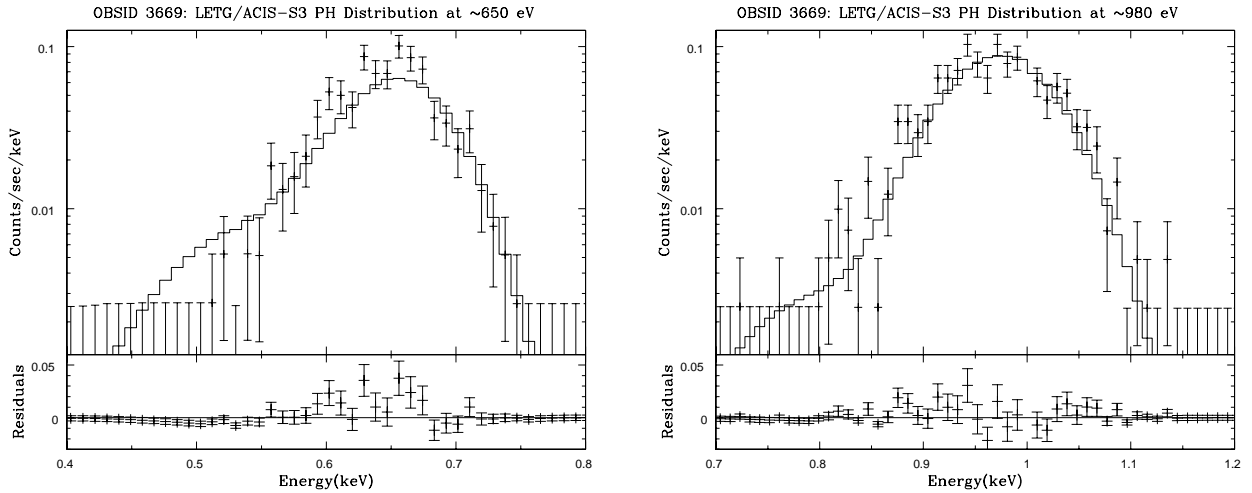 OBSID 3669: LETG/ACIS-S3 PH Distribution at ~650 eV
0.1
0.01
Counts/sec/keV
0.05
0
Residuals
0.4 0.5 0.6 0.7 0.8
Energy(keV)
OBSID 3669: LETG/ACIS-S3 PH Distribution at ~980 eV
0.1
0.01
Counts/sec/keV
0.05
0
Residuals
0.7 0.8 0.9 1 1.1 1.2
Energy(keV)